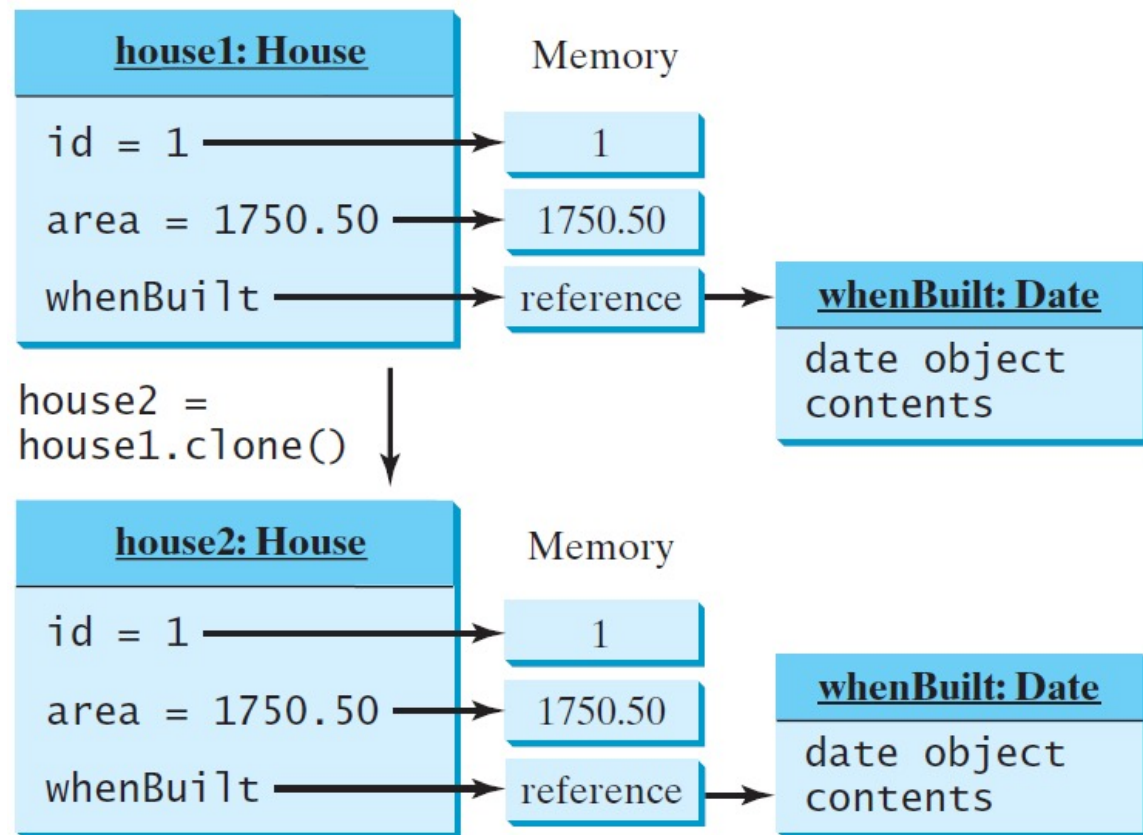 house1: House
Memory
id = 1
1
area = 1750.50
1750.50
whenBuilt
reference
whenBuilt: Date
date object
contents
house2 =
house1.clone()
house2: House
Memory
id = 1
1
area = 1750.50
1750.50
whenBuilt
reference
whenBuilt: Date
date object
contents